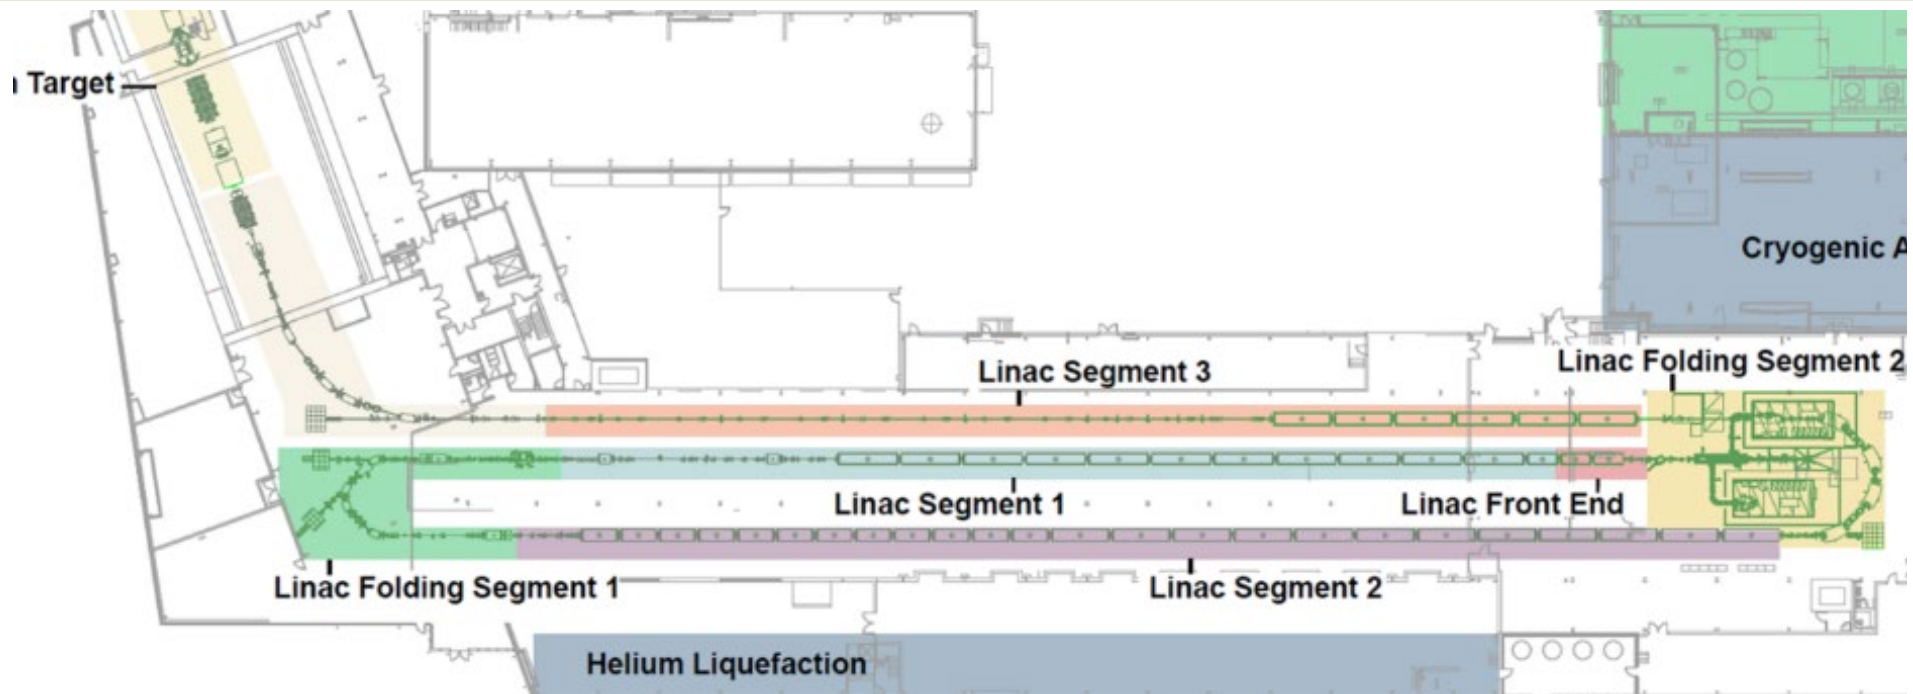 Target
Cryogenic
Linac Segment 3
Linac Folding Segment 2
Linac Segment 1
Linac Front End
Linac Folding Segment 1
Linac Segment 2
Helium Liquefaction